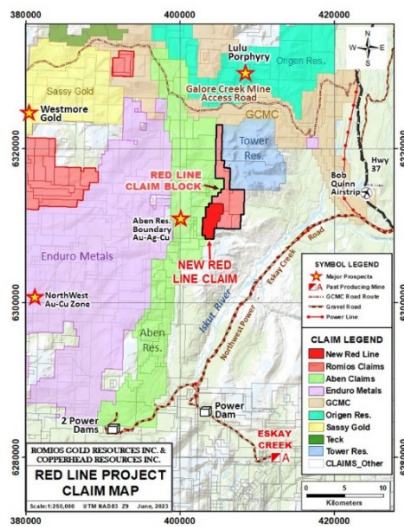 380000
400000
420000
Lulu
Porphyry
Origen Res.
Sassy Gold
Galore Creek Mine
Access Road
Westmore
Gold
GCMC
Tower
Res.
6320000
6320000
Hwy
37
RED LINE
CLAIM BLOCK
Bob
Quinn
Airstrip
Aben Res.
Boundary
Au-Ag-Cu
Enduro Metals
NEW RED
LINE CLAIM
Eskay Creek
Road
SYMBOL LEGEND
Major Prospects
A Past Producing Mine
GCMC Road Route
Gravel Road
Power Line
6300000
6300000
NorthWest
Au-Cu Zone
Iskut River
Northwest Power
Aben
Res.
CLAIM LEGEND
New Red Line
Romios Claims
Aben Claims
Enduro Metals
GCMC
Origen Res.
Sassy Gold
Teck
Tower Res.
CLAIMS_Other
2 Power
Dams
Power
Dam
ESKAY
CREEK
A
6280000
6280000
ROMIOS GOLD RESOURCES INC. &
COPPERHEAD RESOURCES INC.
RED LINE PROJECT
CLAIM MAP
Scale:1:250,000 UTM NAD83 Z9 June, 2023
0 5 10
Kilometers
380000
400000
420000
N
W E
S